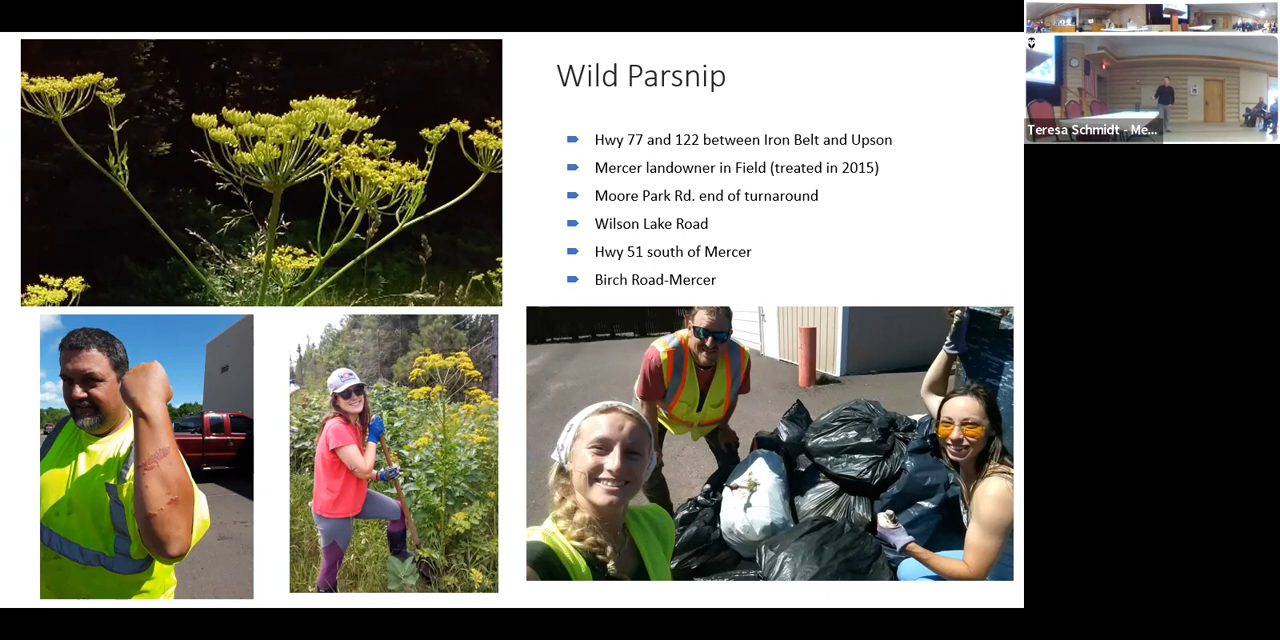 Wild Parsnip
Hwy 77 and 122 between Iron Belt and Upson
Mercer landowner in Field (treated in 2015)
Moore Park Rd. end of turnaround
Wilson Lake Road
Hwy 51 south of Mercer
Birch Road-Mercer
Teresa Schmidt - Me...